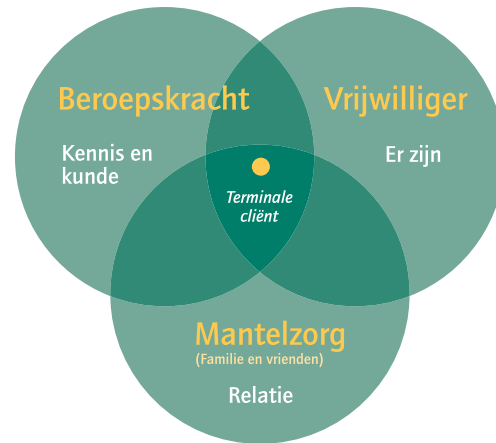 Beroepskracht
Kennis en
kunde
Vrijwilliger
Er zijn
Terminale
cliënt
Mantelzorg
(Familie en vrienden)
Relatie